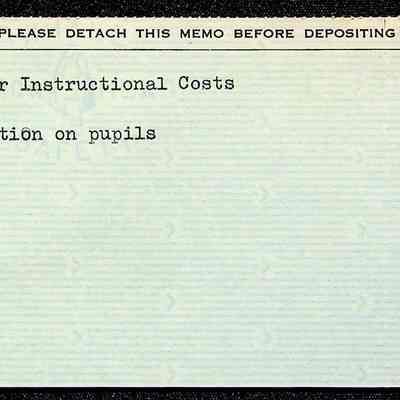 PLEASE DETACH THIS MEMO BEFORE DEPOSITING
r Instructional Costs
tion on pupils